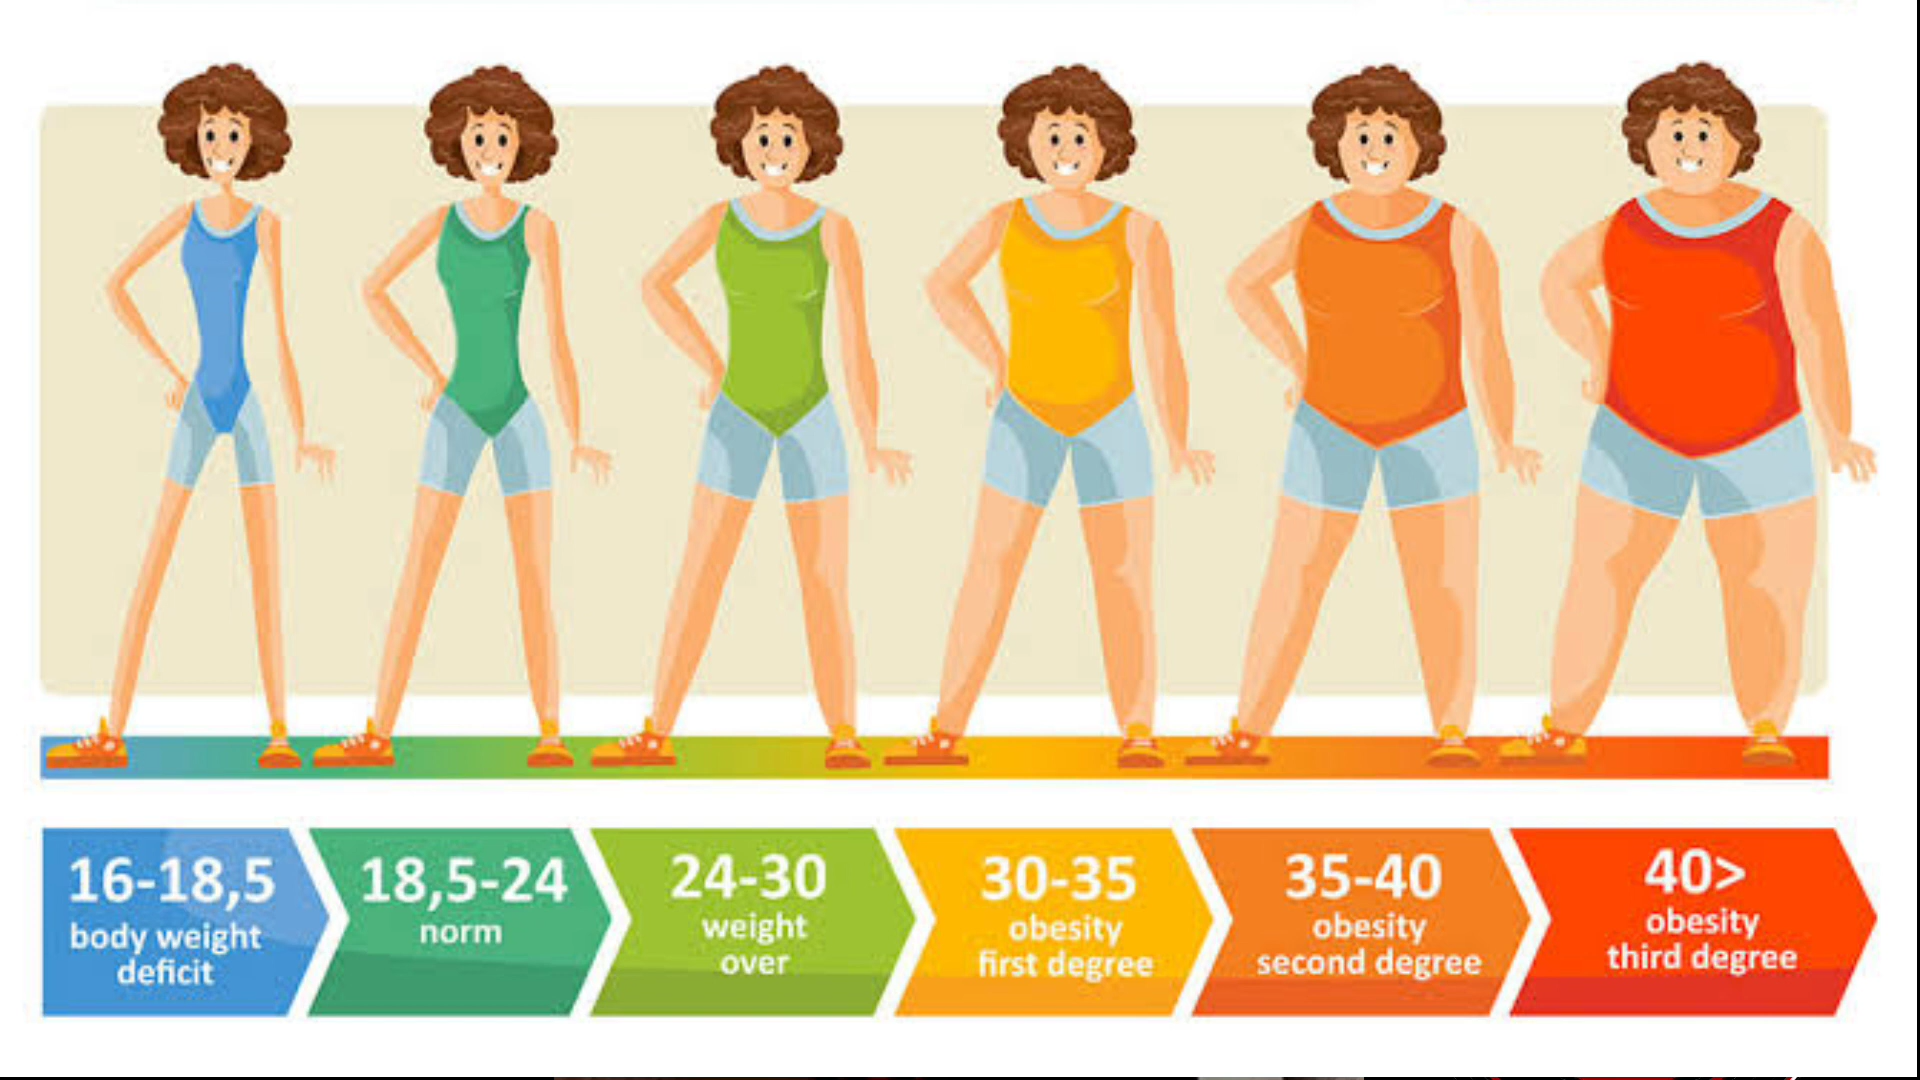 16-18,5
body weight
deficit
18,5-24
norm
24-30
weight
over
30-35
obesity
first degree
35-40
obesity
second degree
40>
obesity
third degree